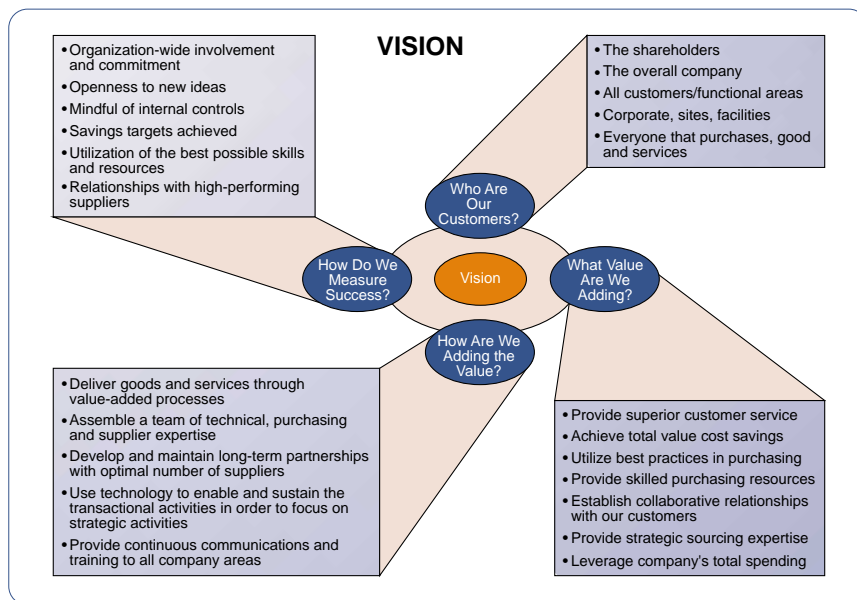 VISION
• Organization-wide involvement
and commitment
• Openness to new ideas
• Mindful of internal controls
• Savings targets achieved
• Utilization of the best possible skills
and resources
• Relationships with high-performing
suppliers
• The shareholders
• The overall company
• All customers/functional areas
• Corporate, sites, facilities
• Everyone that purchases, good
and services
Who Are
Our
Customers?
How Do We
Measure
Success?
Vision
What Value
Are We
Adding?
How Are We
Adding the
Value?
• Deliver goods and services through
value-added processes
• Assemble a team of technical, purchasing
and supplier expertise
• Develop and maintain long-term partnerships
with optimal number of suppliers
• Use technology to enable and sustain the
transactional activities in order to focus on
strategic activities
• Provide continuous communications and
training to all company areas
• Provide superior customer service
• Achieve total value cost savings
• Utilize best practices in purchasing
• Provide skilled purchasing resources
• Establish collaborative relationships
with our customers
• Provide strategic sourcing expertise
• Leverage company's total spending